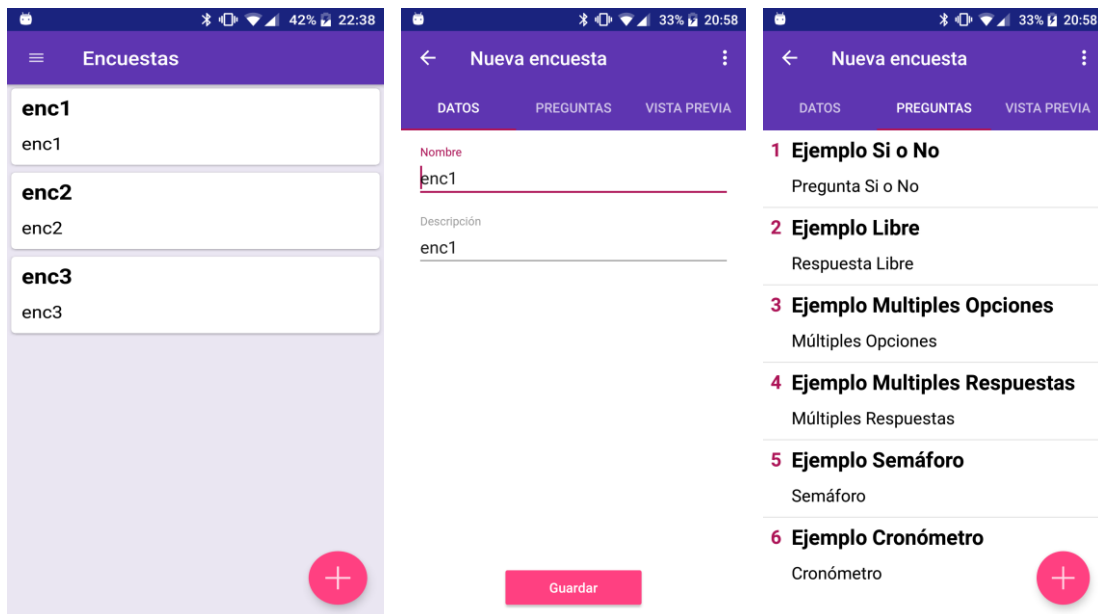 42% 22:38
Encuestas
enc1
enc1
enc2
enc2
enc3
enc3
33% 20:58
Nueva encuesta
DATOS PREGUNTAS VISTA PREVIA
Nombre
enc1
Descripción
enc1
Guardar
33% 20:58
Nueva encuesta
DATOS PREGUNTAS VISTA PREVIA
1 Ejemplo Si o No
Pregunta Si o No
2 Ejemplo Libre
Respuesta Libre
3 Ejemplo Multiples Opciones
Múltiples Opciones
4 Ejemplo Multiples Respuestas
Múltiples Respuestas
5 Ejemplo Semáforo
Semáforo
6 Ejemplo Cronómetro
Cronómetro